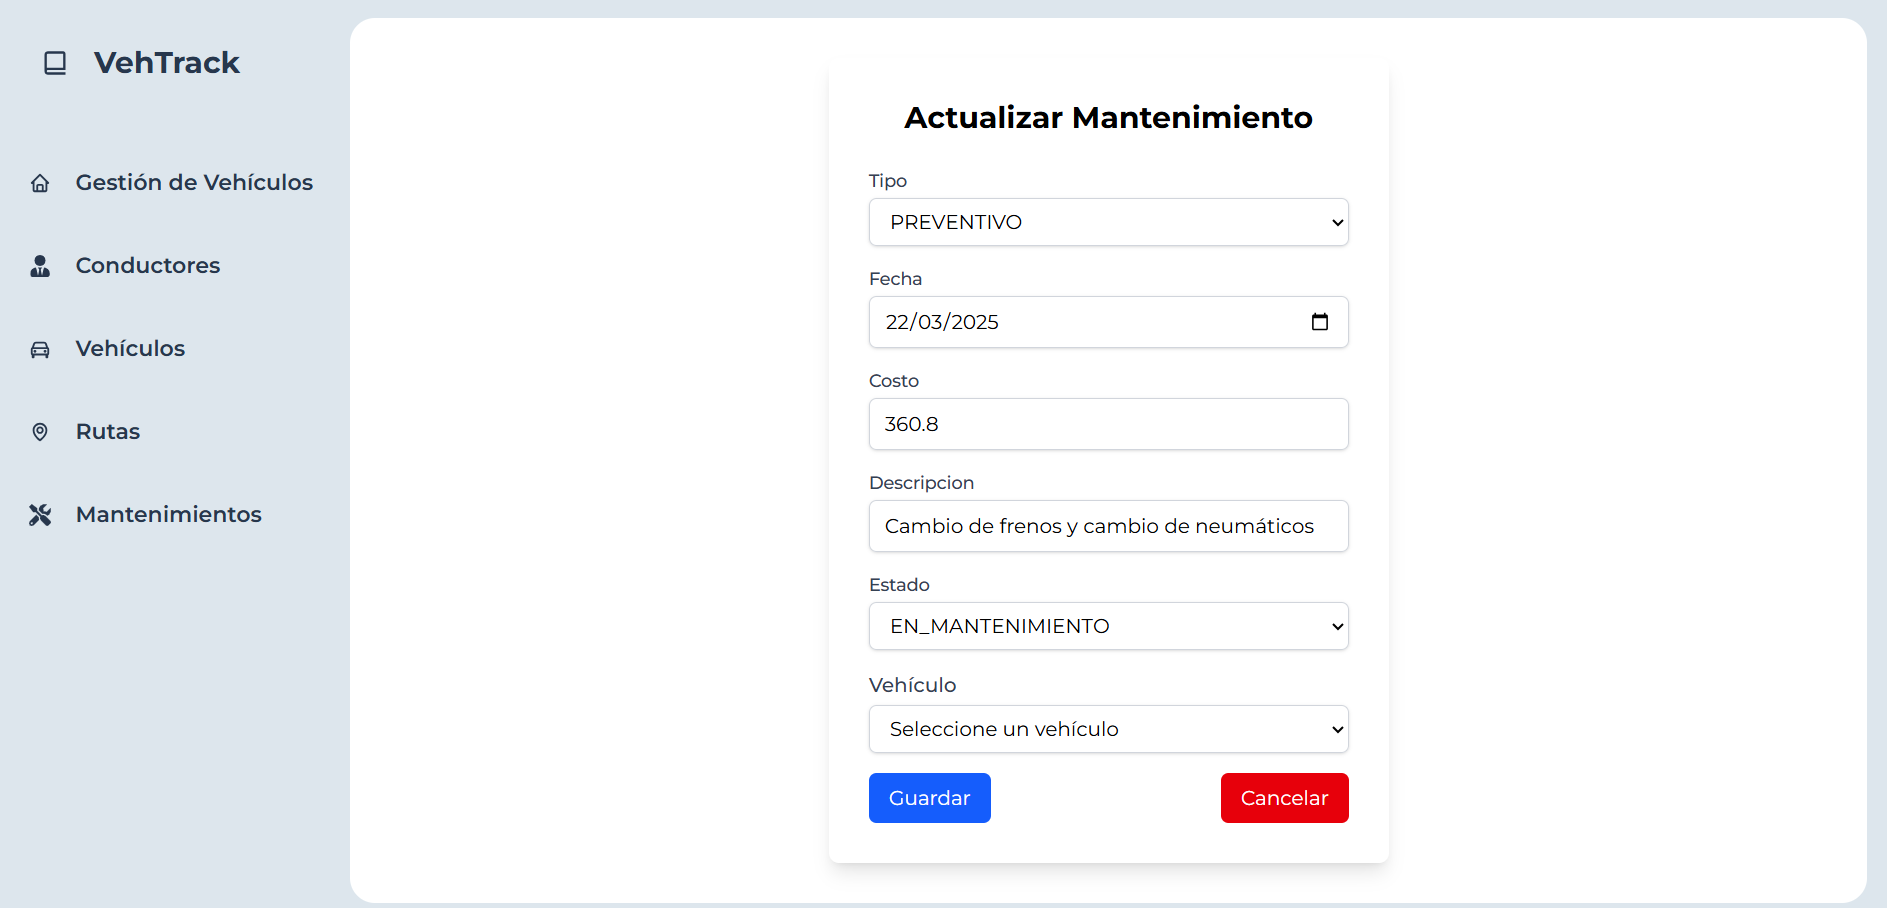 VehTrack
Gestión de Vehículos
Conductores
Vehículos
Rutas
Mantenimientos
Actualizar Mantenimiento
Tipo
PREVENTIVO
Fecha
22/03/2025
Costo
360.8
Descripcion
Cambio de frenos y cambio de neumáticos
Estado
EN_MANTENIMIENTO
Vehículo
Seleccione un vehículo
Guardar
Cancelar